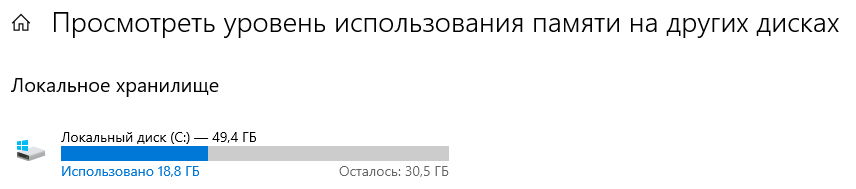 Просмотреть уровень использования памяти на других дисках
Локальное хранилище
Локальный диск (C:) — 49,4 ГБ
Использовано 18,8 ГБ Осталось: 30,5 ГБ